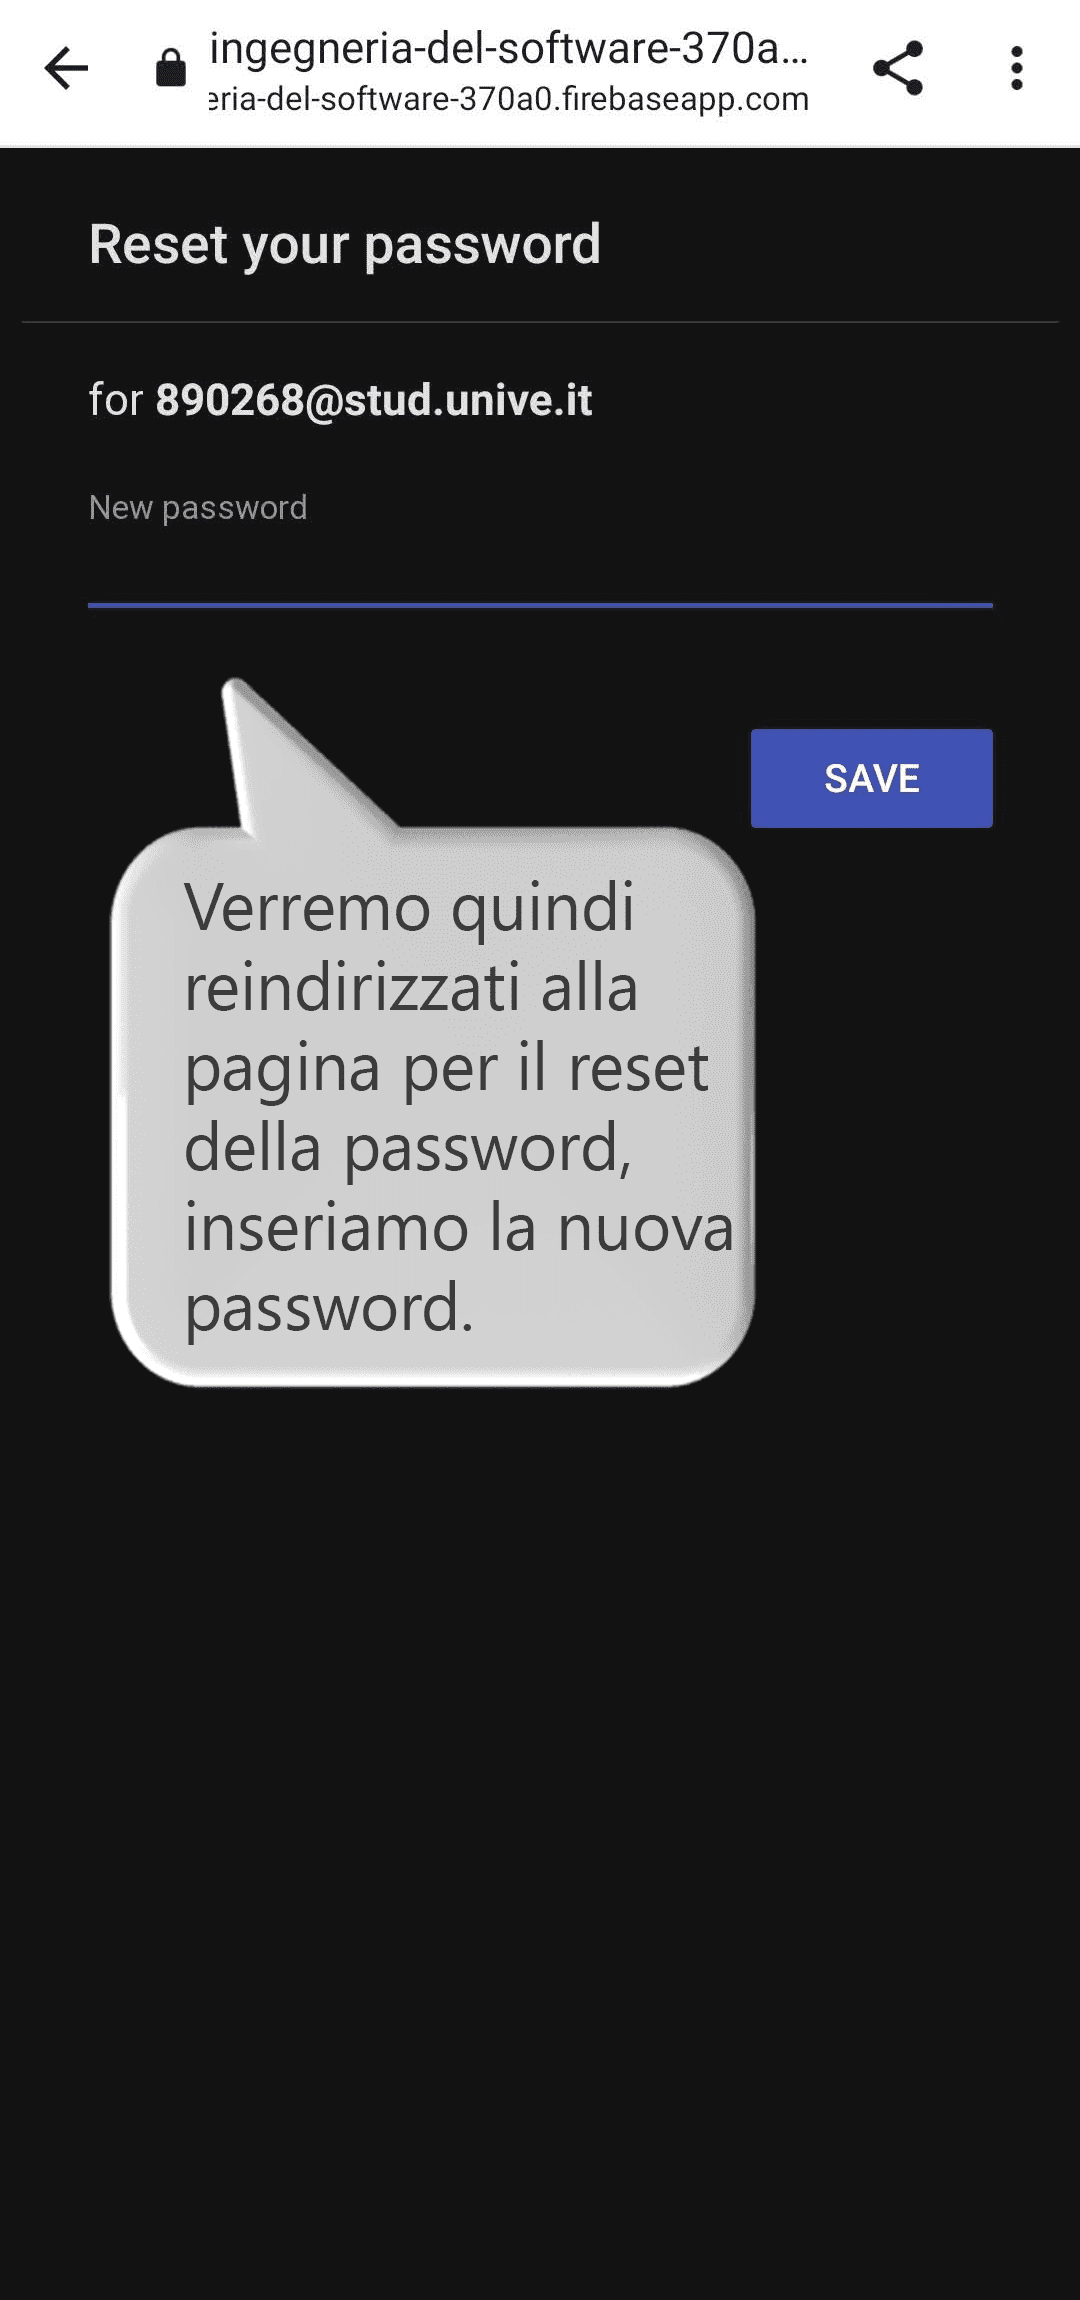 ingegneria-del-software-370a...
eria-del-software-370a0.firebaseapp.com
Reset your password
for 890268@stud.unive.it
New password
SAVE
Verremo quindi
reindirizzati alla
pagina per il reset
della password,
inseriamo la nuova
password.